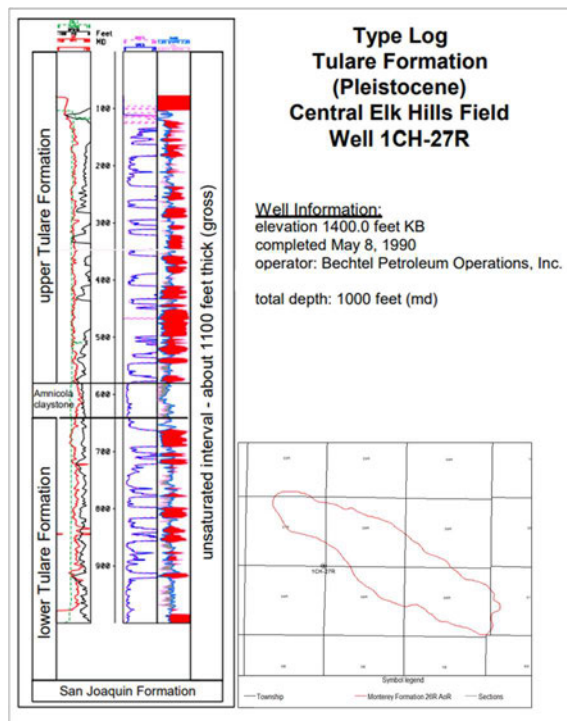 Type Log
Tulare Formation
(Pleistocene)
Central Elk Hills Field
Well 1CH-27R
Well Information:
elevation 1400.0 feet KB
completed May 8, 1990
operator: Bechtel Petroleum Operations, Inc.
total depth: 1000 feet (md)
Feet
MD
100
200
300
400
500
600
700
800
900
upper Tulare Formation
Amnicola
claystone
lower Tulare Formation
unsaturated interval - about 1100 feet thick (gross)
San Joaquin Formation
1CH-27R
Symbol legend
Township
Monterey Formation 26R AoR
Sections